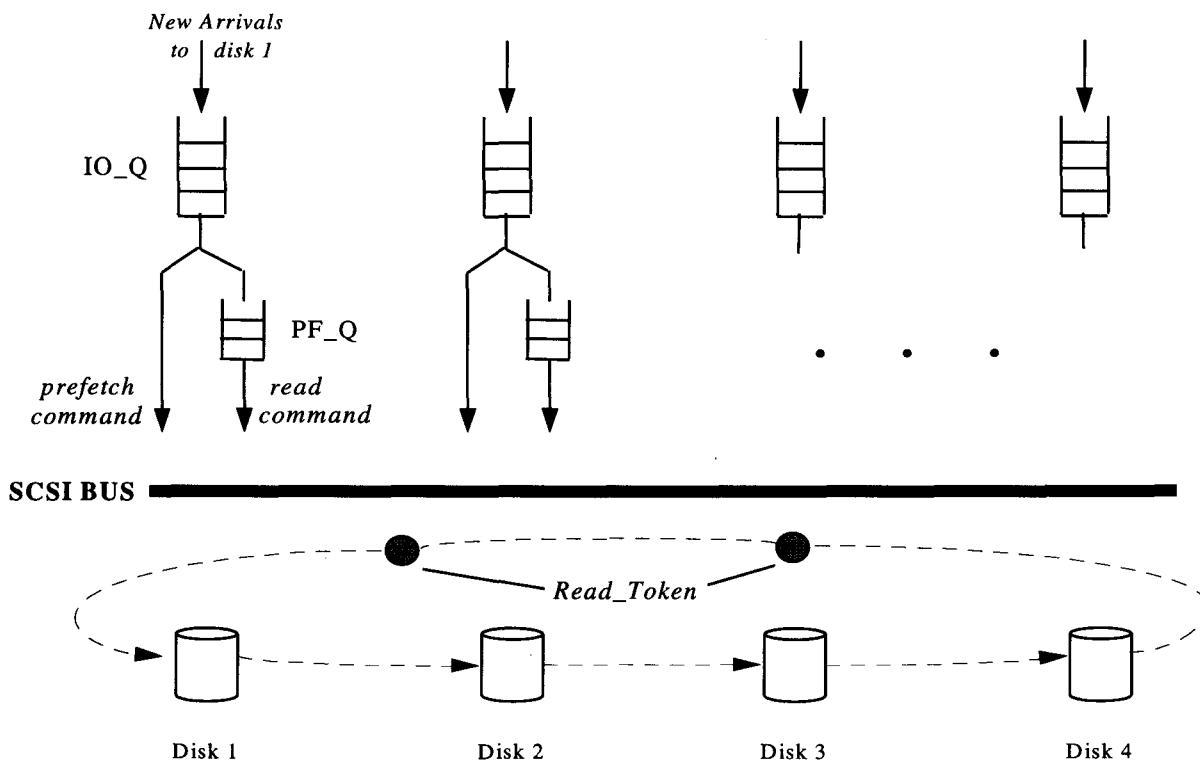 New Arrivals
to disk 1
IO_Q
PF_Q
prefetch
command
read
command
SCSI BUS
Read_Token
Disk 1
Disk 2
Disk 3
Disk 4